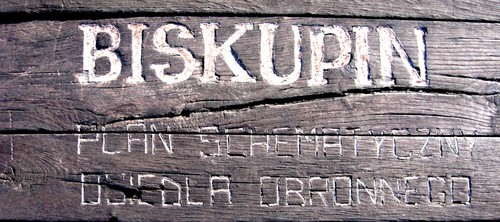 BISKUPIN
PLAN SCHEMATYCZNY
OSIEDLA OBRONNEGO